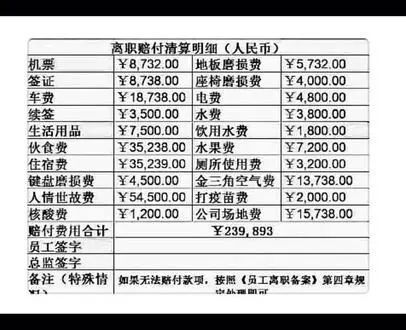 离职赔付清算明细（人民币）
机票 ￥8,732.00 地板磨损费 ￥5,732.00
签证 ￥8,738.00 座椅磨损费 ￥4,000.00
车费 ￥18,738.00 电费 ￥4,800.00
续签 ￥3,500.00 水费 ￥3,800.00
生活用品 ￥7,500.00 饮用水费 ￥1,800.00
伙食费 ￥35,238.00 水果费 ￥7,200.00
住宿费 ￥35,239.00 厕所使用费 ￥3,200.00
键盘磨损费 ￥4,500.00 金三角空气费 ￥13,738.00
人情世故费 ￥54,500.00 打疫苗费 ￥2,000.00
核酸费 ￥1,200.00 公司场地费 ￥15,738.00
赔付费用合计 ￥239,893
员工签字
总监签字
备注（特殊情 如果无法赔付款项，按照《员工离职备案》第四章规
况） 定处理即可